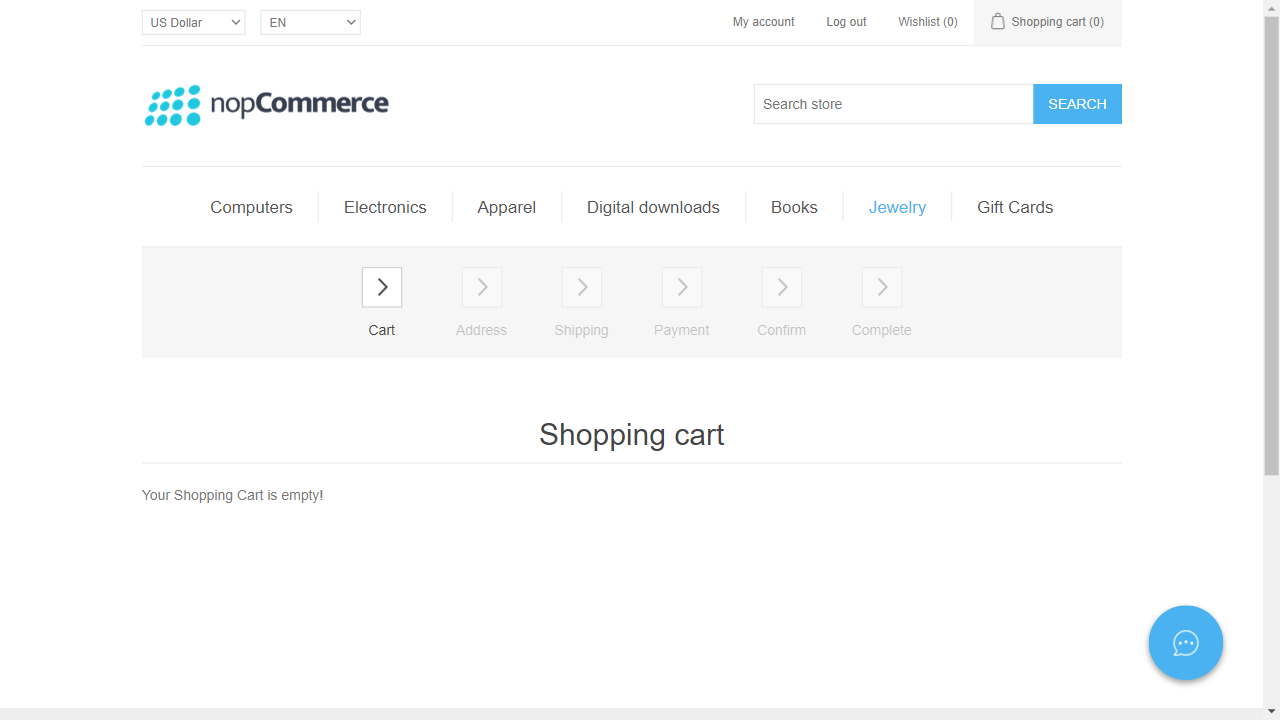 US Dollar EN My account Log out Wishlist (0) Shopping cart (0)
nopCommerce Search store SEARCH
Computers Electronics Apparel Digital downloads Books Jewelry Gift Cards
Cart Address Shipping Payment Confirm Complete
Shopping cart
Your Shopping Cart is empty!